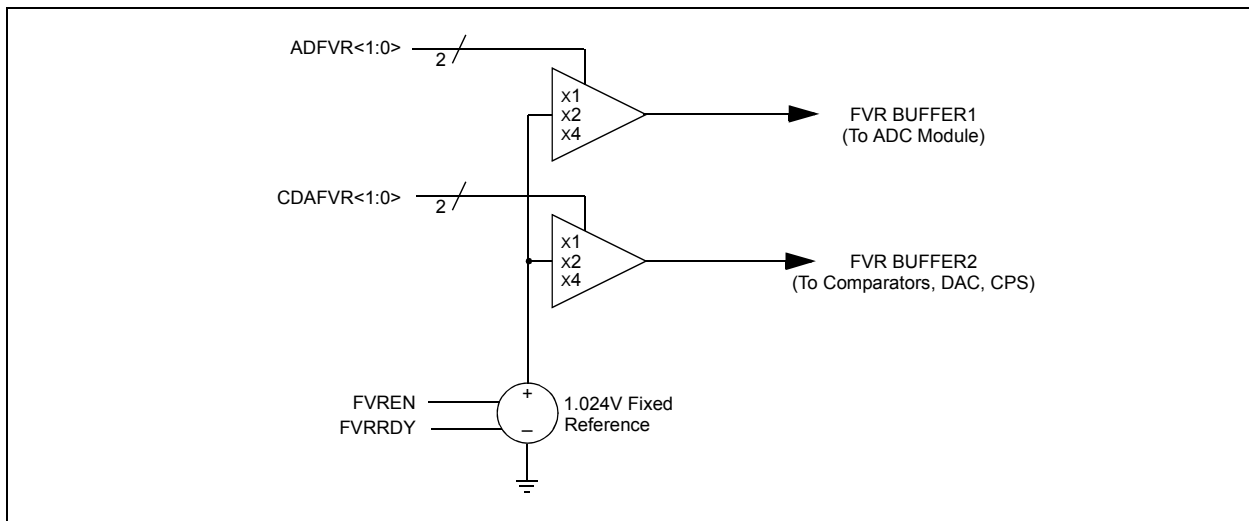 ADFVR<1:0>
2
X1
X2
X4
FVR BUFFER1
(To ADC Module)
CDAFVR<1:0>
2
X1
X2
X4
FVR BUFFER2
(To Comparators, DAC, CPS)
+
FVREN
1.024V Fixed
Reference
FVRRDY
–